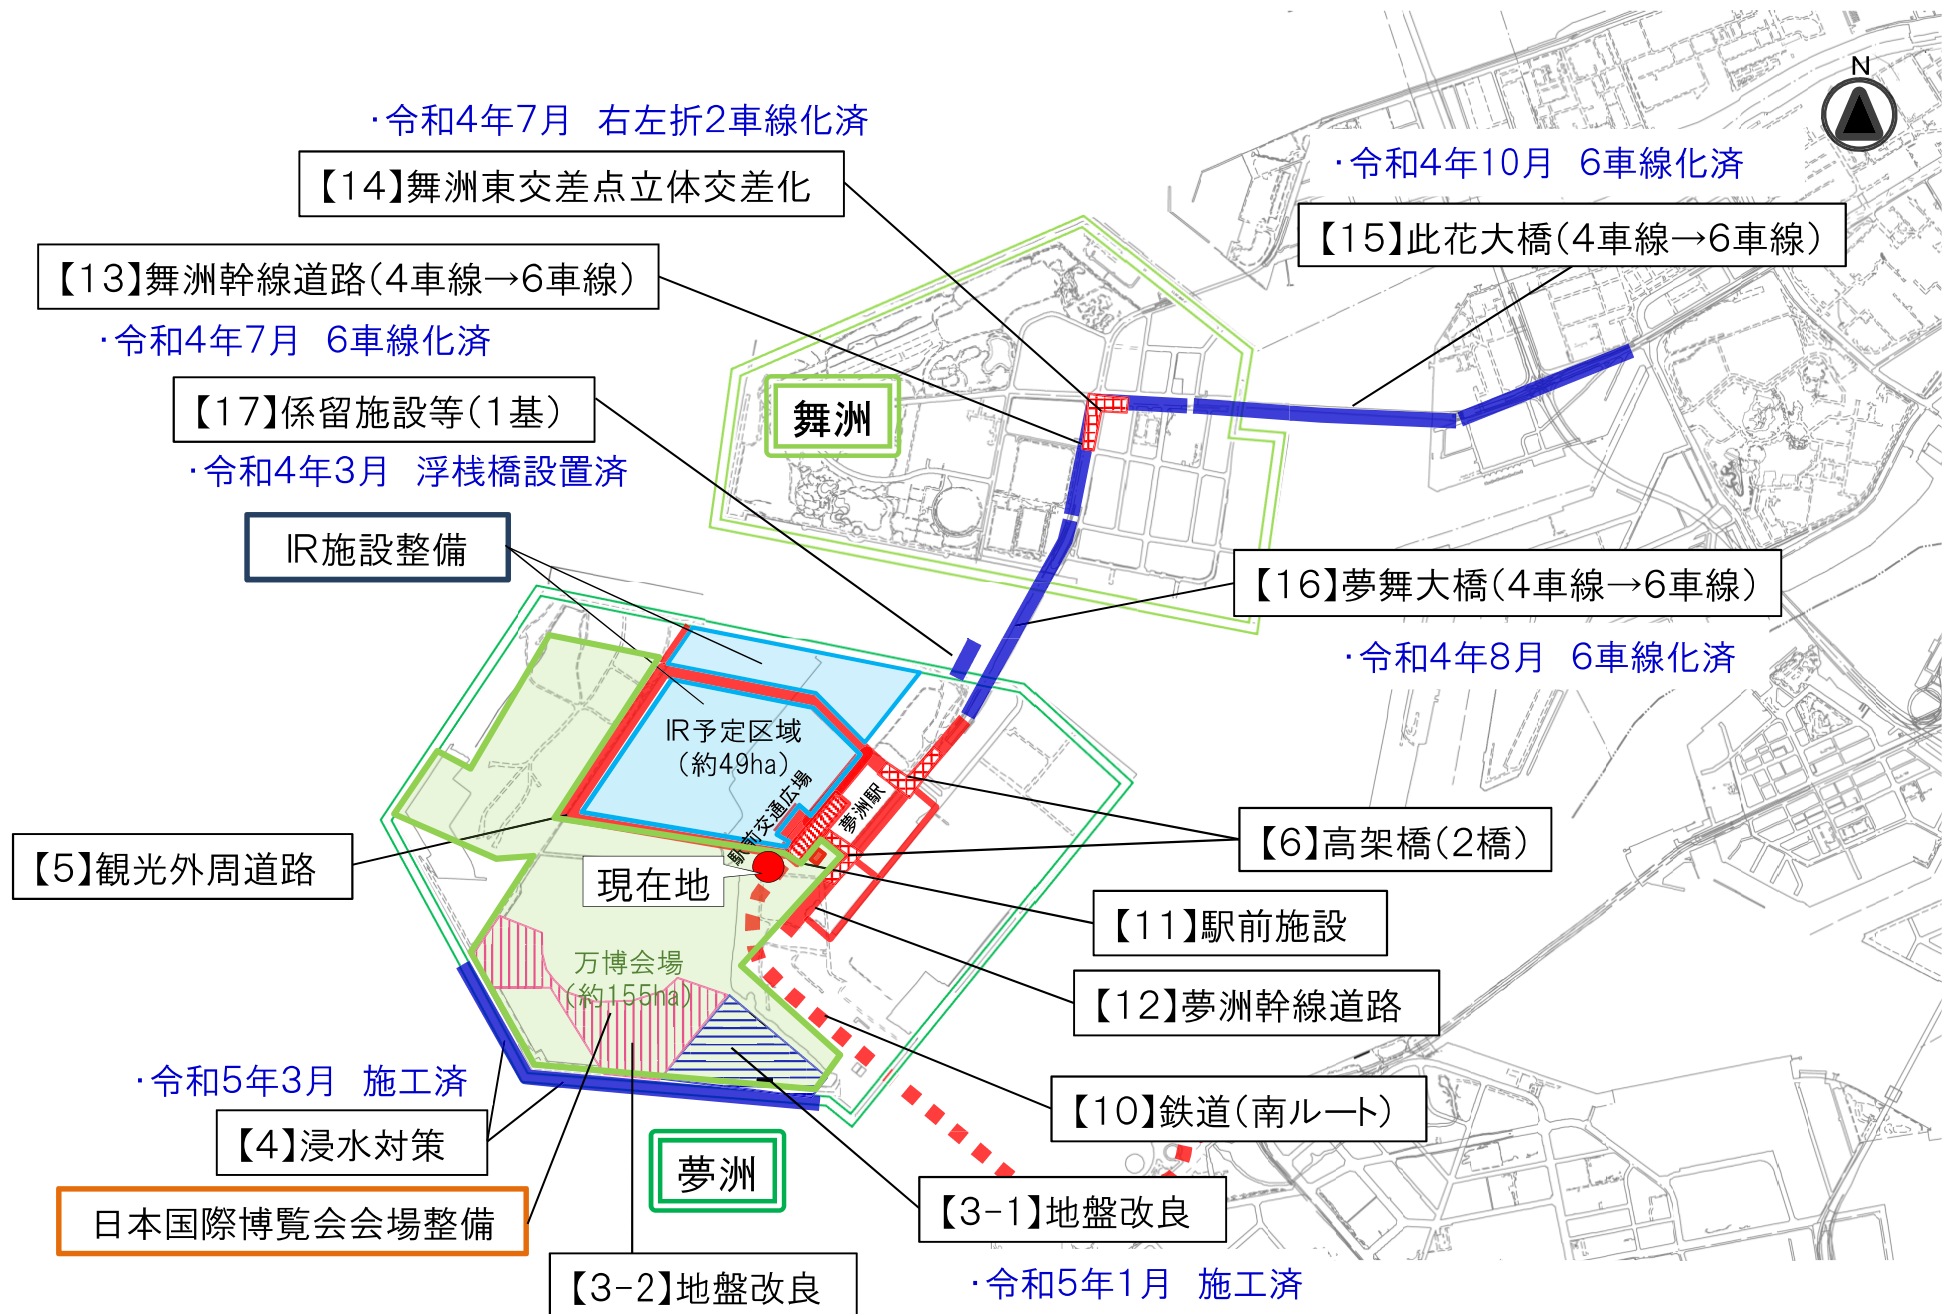 N
・令和4年7月　右左折2車線化済
【14】舞洲東交差点立体交差化
・令和4年10月　6車線化済
【15】此花大橋(4車線→6車線)
【13】舞洲幹線道路(4車線→6車線)
・令和4年7月　6車線化済
【17】係留施設等(1基)
・令和4年3月　浮桟橋設置済
舞洲
IR施設整備
【16】夢舞大橋(4車線→6車線)
・令和4年8月　6車線化済
IR予定区域
(約49ha)
駅前交通広場
夢洲駅
【5】観光外周道路
【6】高架橋(2橋)
現在地
【11】駅前施設
万博会場
(約155ha)
【12】夢洲幹線道路
・令和5年3月　施工済
【4】浸水対策
【10】鉄道(南ルート)
夢洲
日本国際博覧会会場整備
【3-1】地盤改良
【3-2】地盤改良
・令和5年1月　施工済